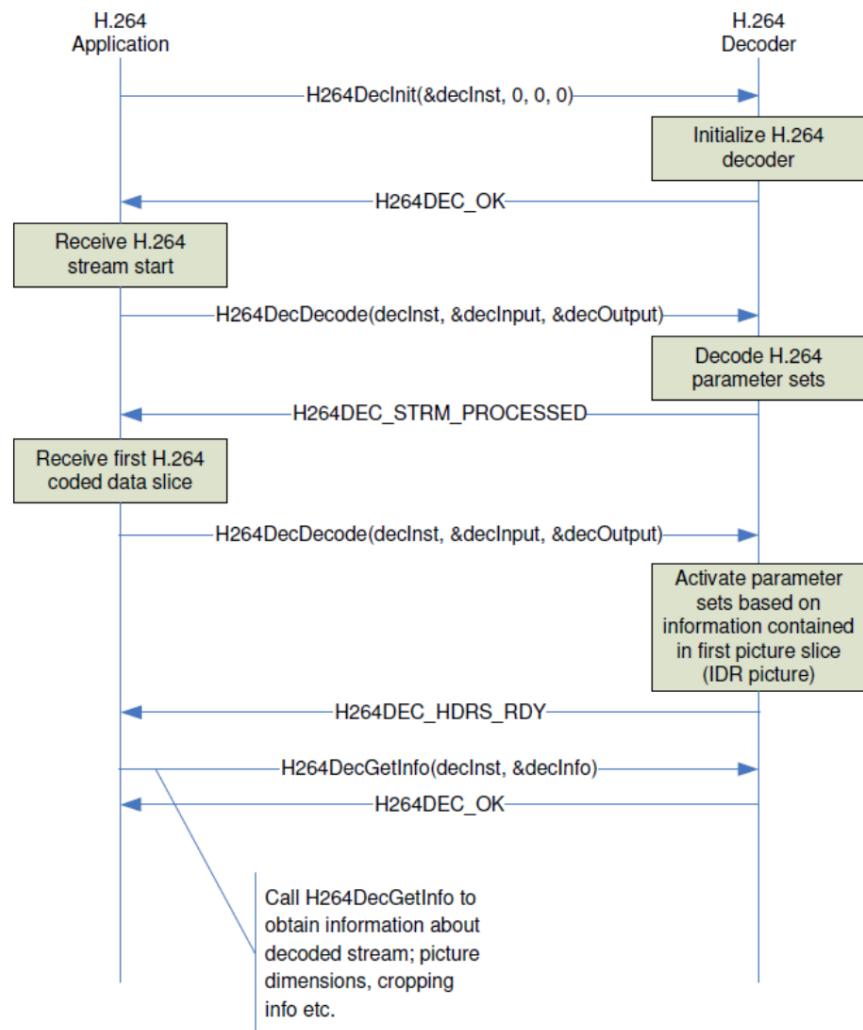 H.264
Application
H.264
Decoder
H264DecInit(&decInst, 0, 0, 0)
Initialize H.264
decoder
H264DEC_OK
Receive H.264
stream start
H264DecDecode(decInst, &decInput, &decOutput)
Decode H.264
parameter sets
H264DEC_STRM_PROCESSED
Receive first H.264
coded data slice
H264DecDecode(decInst, &decInput, &decOutput)
Activate parameter
sets based on
information contained
in first picture slice
(IDR picture)
H264DEC_HDRS_RDY
H264DecGetInfo(decInst, &decInfo)
H264DEC_OK
Call H264DecGetInfo to
obtain information about
decoded stream; picture
dimensions, cropping
info etc.